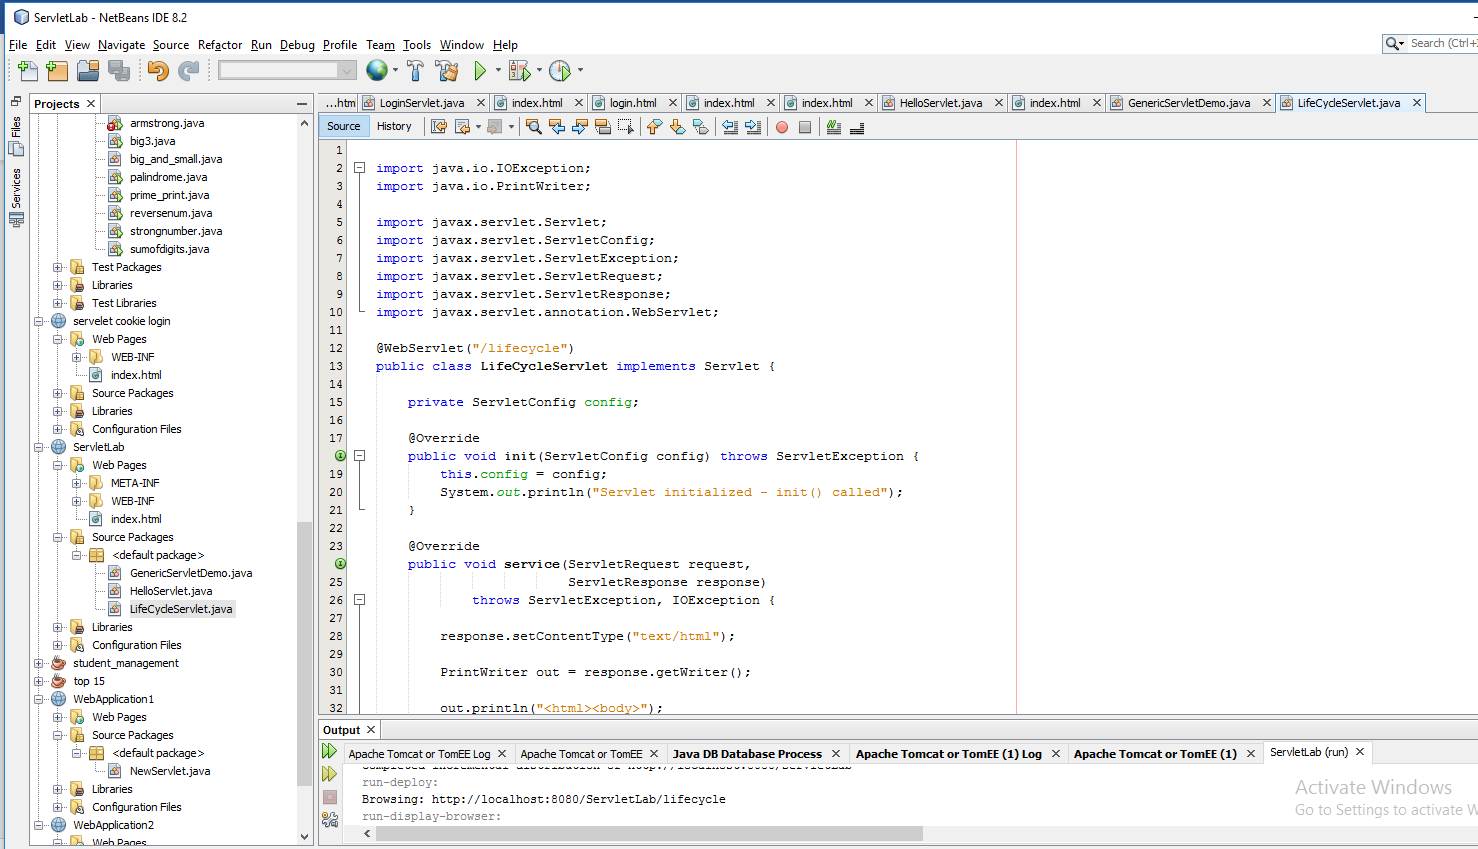 ServletLab - NetBeans IDE 8.2
File Edit View Navigate Source Refactor Run Debug Profile Team Tools Window Help
Search (Ctrl+
Projects
Files
Services
armstrong.java
big3.java
big_and_small.java
palindrome.java
prime_print.java
reversenum.java
strongnumber.java
sumofdigits.java
Test Packages
Libraries
Test Libraries
servelet cookie login
Web Pages
WEB-INF
index.html
Source Packages
Libraries
Configuration Files
ServletLab
Web Pages
META-INF
WEB-INF
index.html
Source Packages
<default package>
GenericServletDemo.java
HelloServlet.java
LifeCycleServlet.java
Libraries
Configuration Files
student_management
top 15
WebApplication1
Web Pages
Source Packages
<default package>
NewServlet.java
Libraries
Configuration Files
WebApplication2
Web Pages
...htm LoginServlet.java index.html login.html index.html index.html HelloServlet.java index.html GenericServletDemo.java LifeCycleServlet.java
Source History
1
2 import java.io.IOException;
3 import java.io.PrintWriter;
4
5 import javax.servlet.Servlet;
6 import javax.servlet.ServletConfig;
7 import javax.servlet.ServletException;
8 import javax.servlet.ServletRequest;
9 import javax.servlet.ServletResponse;
10 import javax.servlet.annotation.WebServlet;
11
12 @WebServlet("/lifecycle")
13 public class LifeCycleServlet implements Servlet {
14
15 private ServletConfig config;
16
17 @Override
public void init(ServletConfig config) throws ServletException {
19 this.config = config;
20 System.out.println("Servlet initialized - init() called");
21 }
22
23 @Override
public void service(ServletRequest request,
25 ServletResponse response)
26 throws ServletException, IOException {
27
28 response.setContentType("text/html");
29
30 PrintWriter out = response.getWriter();
31
32 out.println("<html><body>");
Output
Apache Tomcat or TomEE Log Apache Tomcat or TomEE Java DB Database Process Apache Tomcat or TomEE (1) Log Apache Tomcat or TomEE (1) ServletLab (run)
Completed incremental distribution of http://localhost:8080/ServletLab
run-deploy:
Browsing: http://localhost:8080/ServletLab/lifecycle
run-display-browser:
Activate Windows
Go to Settings to activate W